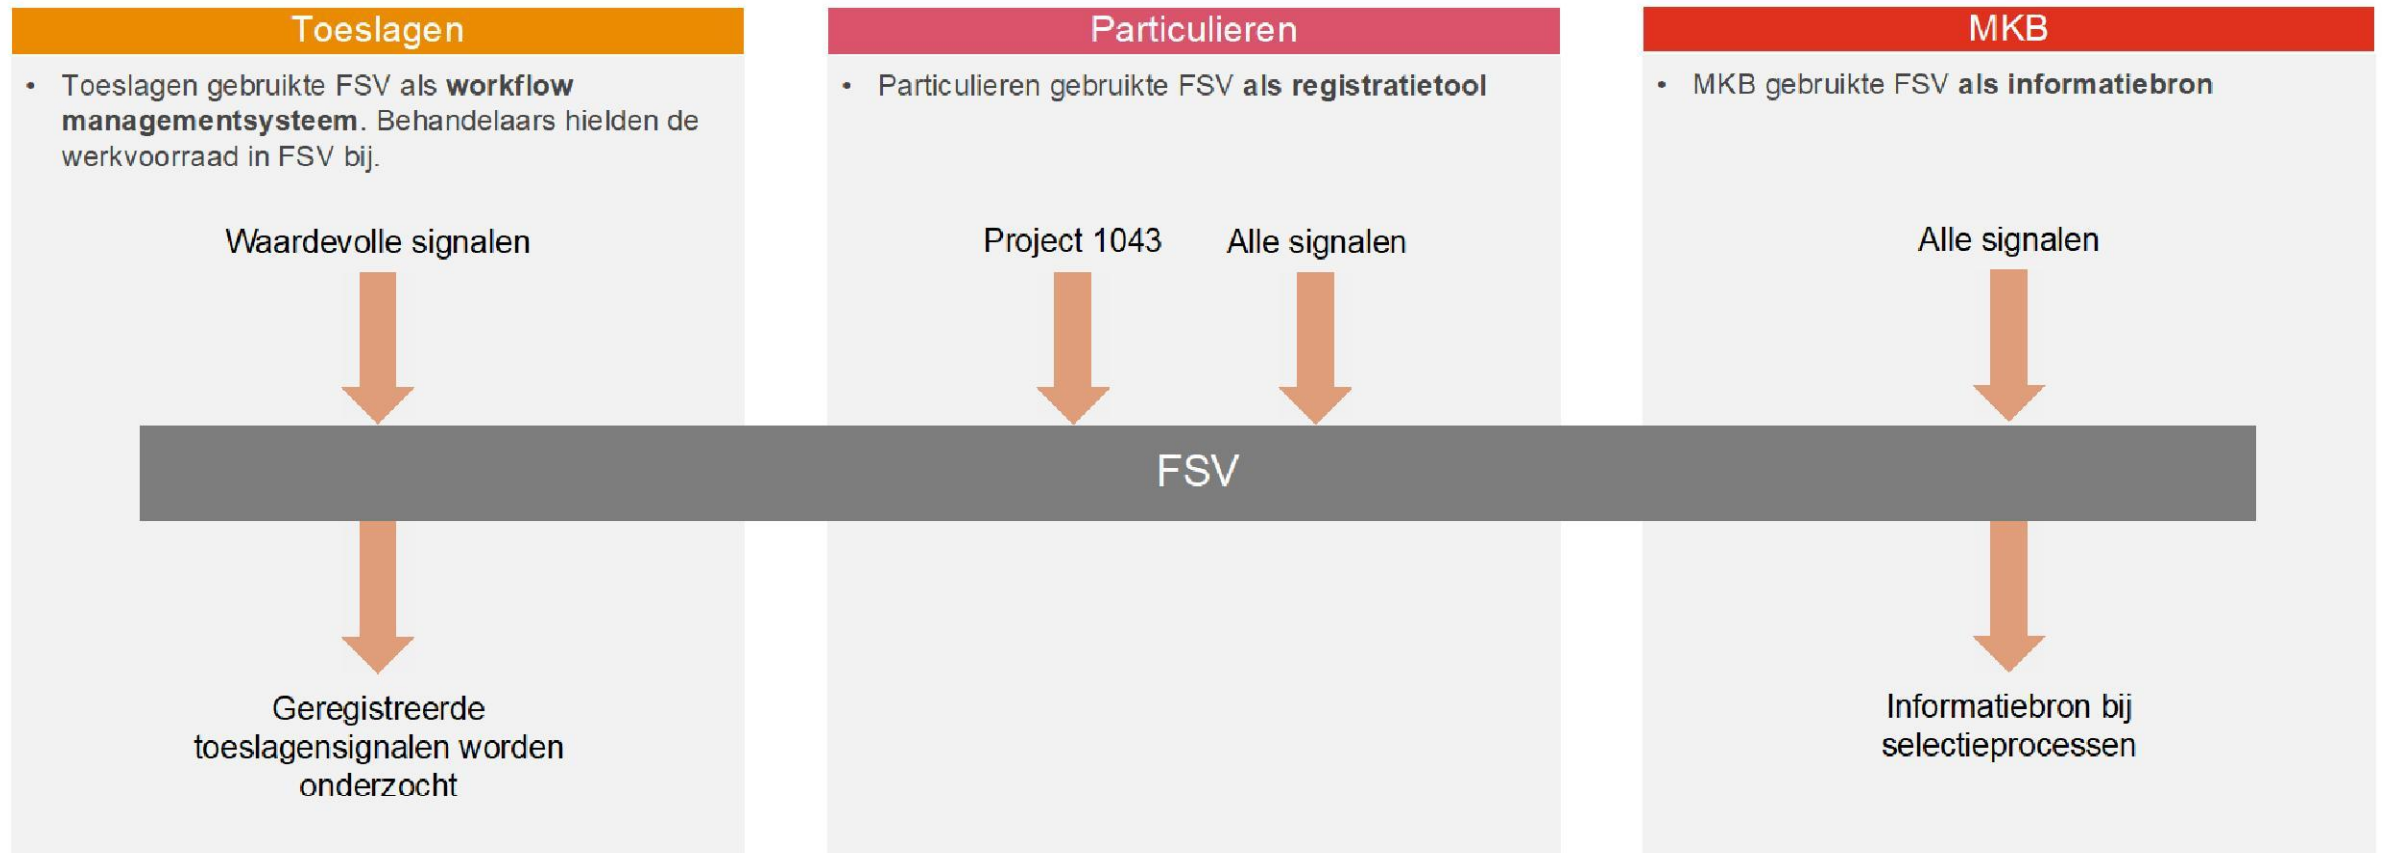 Toeslagen
• Toeslagen gebruikte FSV als workflow
managementsysteem. Behandelaars hielden de
werkvoorraad in FSV bij.
Waardevolle signalen
Particulieren
• Particulieren gebruikte FSV als registratietool
Project 1043
Alle signalen
MKB
• MKB gebruikte FSV als informatiebron
Alle signalen
FSV
Geregistreerde
toeslagensignalen worden
onderzocht
Informatiebron bij
selectieprocessen